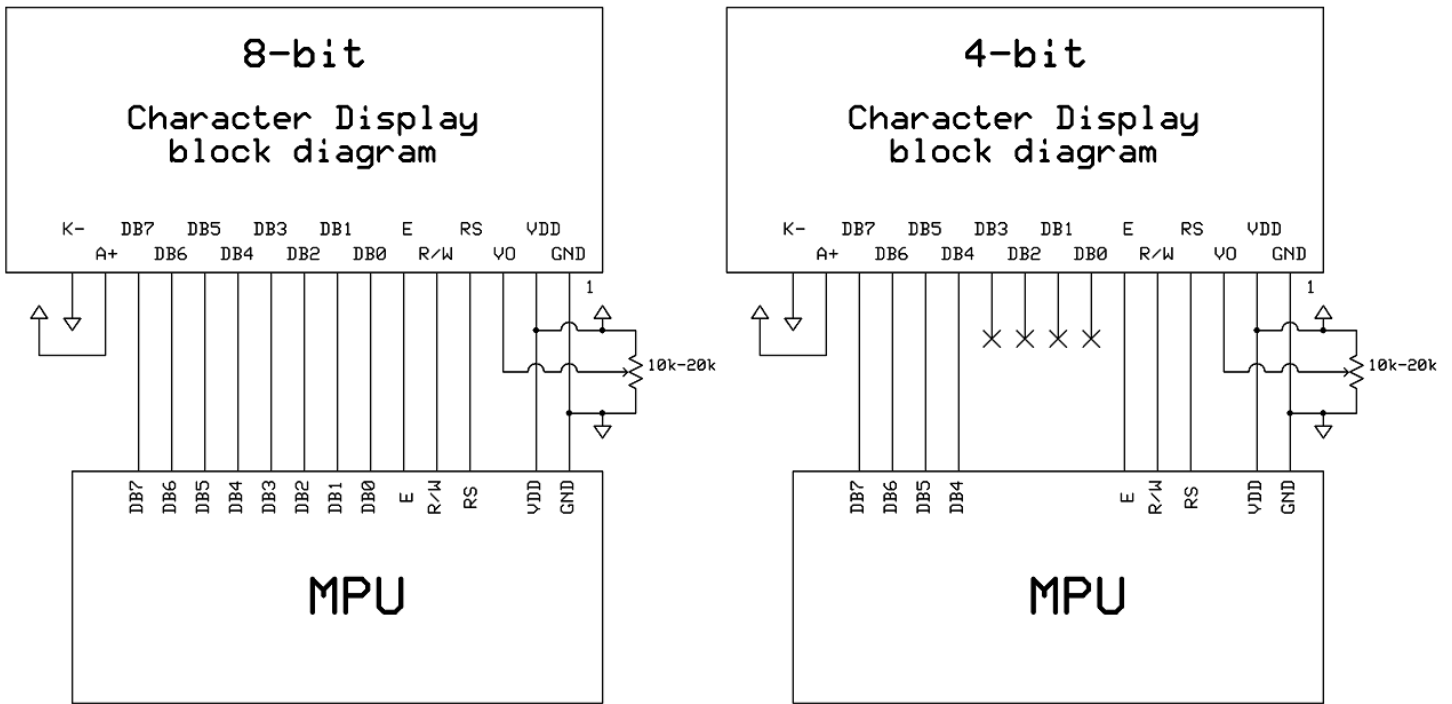 8-bit
Character Display
block diagram
K- DB7 DB5 DB3 DB1 E RS VDD
A+ DB6 DB4 DB2 DB0 R/W VO GND
1
10k-20k
DB7 DB6 DB5 DB4 DB3 DB2 DB1 DB0 E R/W RS VDD GND
MPU
4-bit
Character Display
block diagram
K- DB7 DB5 DB3 DB1 E RS VDD
A+ DB6 DB4 DB2 DB0 R/W VO GND
1
10k-20k
DB7 DB6 DB5 DB4 E R/W RS VDD GND
MPU